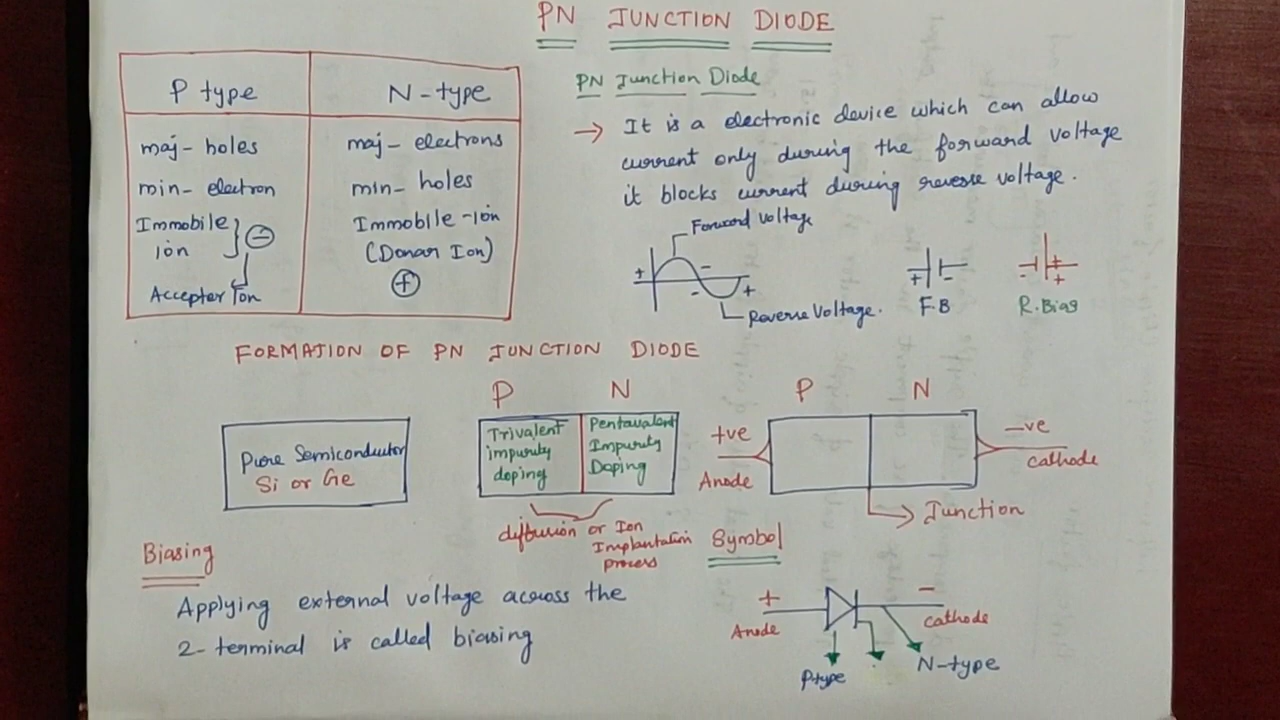 PN JUNCTION DIODE
P type
N-type
maj- holes
maj- electrons
min- electron
min- holes
Immobile
ion
Immobile-ion
(Donar Ion)
Accepter Ion
PN Junction Diode
→ It is a electronic device which can allow
current only during the forward voltage
it blocks current during reverse voltage.
Forward Voltage
+
-
-
+
Reverse Voltage.
+
F.B
R.Bias
FORMATION OF PN JUNCTION DIODE
Pure Semiconductor
Si or Ge
P
N
Trivalent
impurity
doping
Pentavalent
Impurity
Doping
diffusion or Ion
Implantation
process
P
N
+ve
Anode
-ve
cathode
Junction
Biasing
Applying external voltage across the
2- terminal is called biasing
Symbol
+
-
Anode
cathode
P-type
N-type